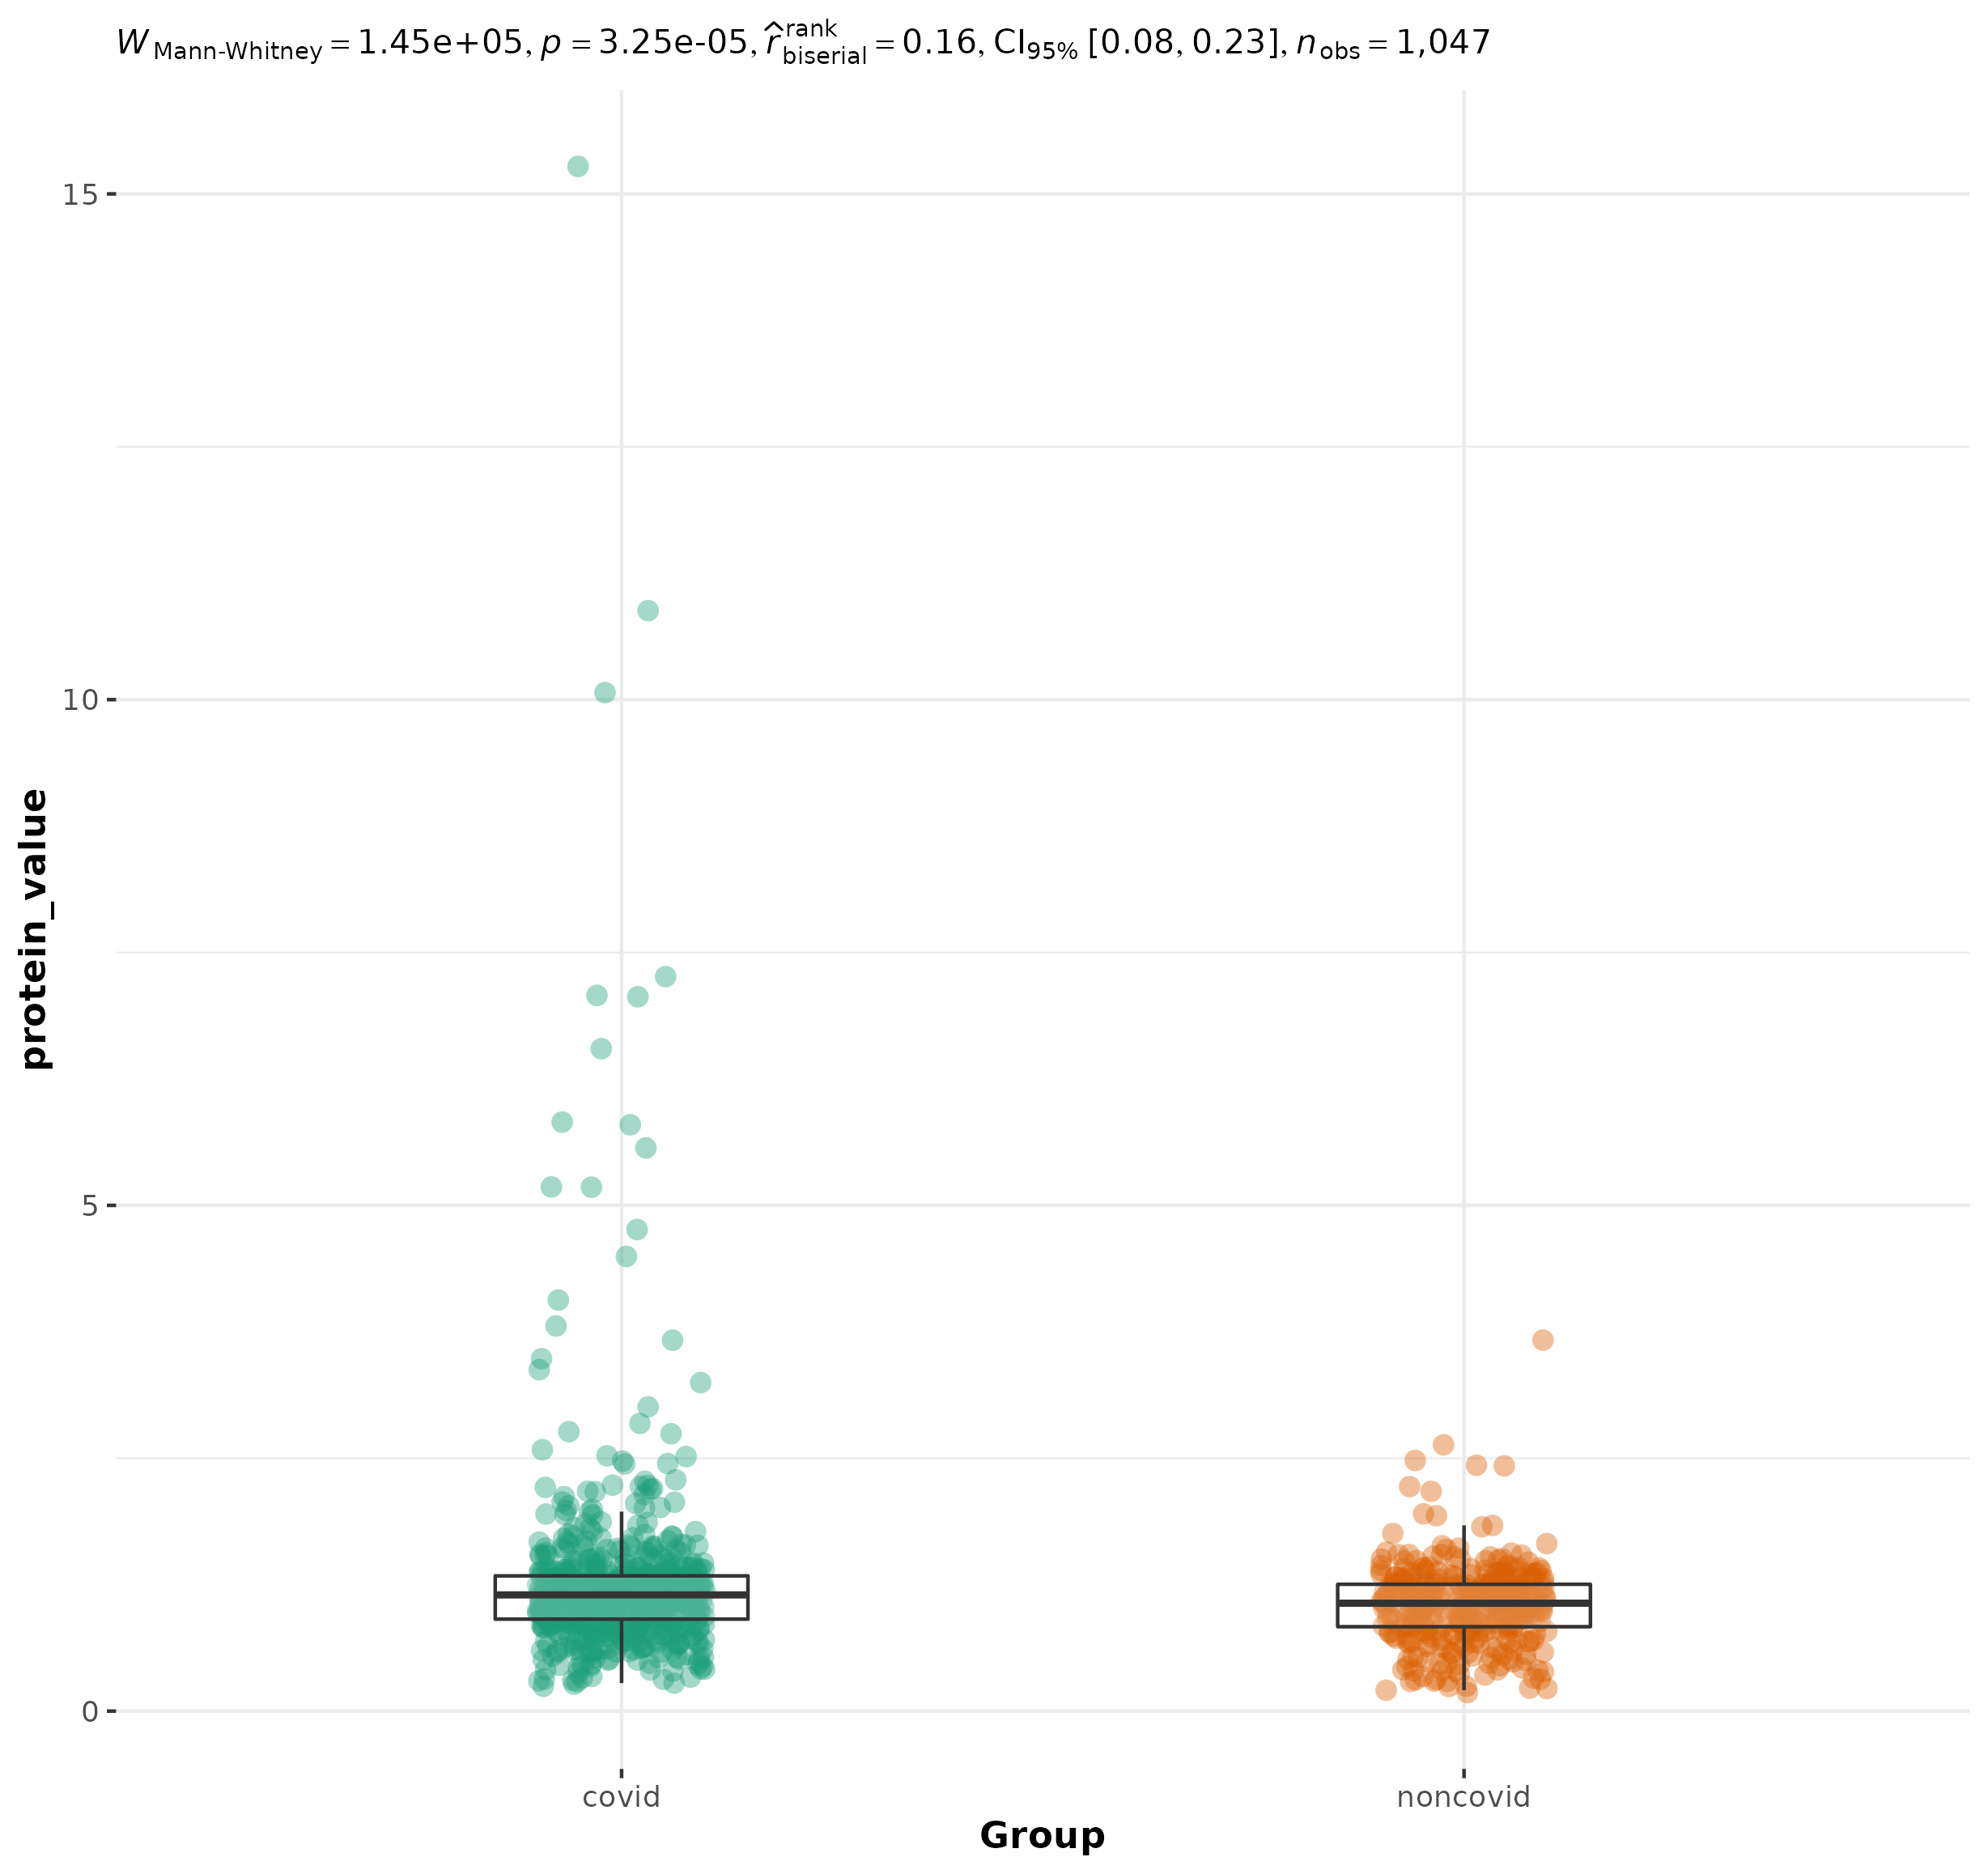 W Mann-Whitney = 1.45e+05, p = 3.25e-05, r̂ rank biserial = 0.16, CI95% [0.08, 0.23], nobs = 1,047
15
10
5
0
protein_value
covid
noncovid
Group